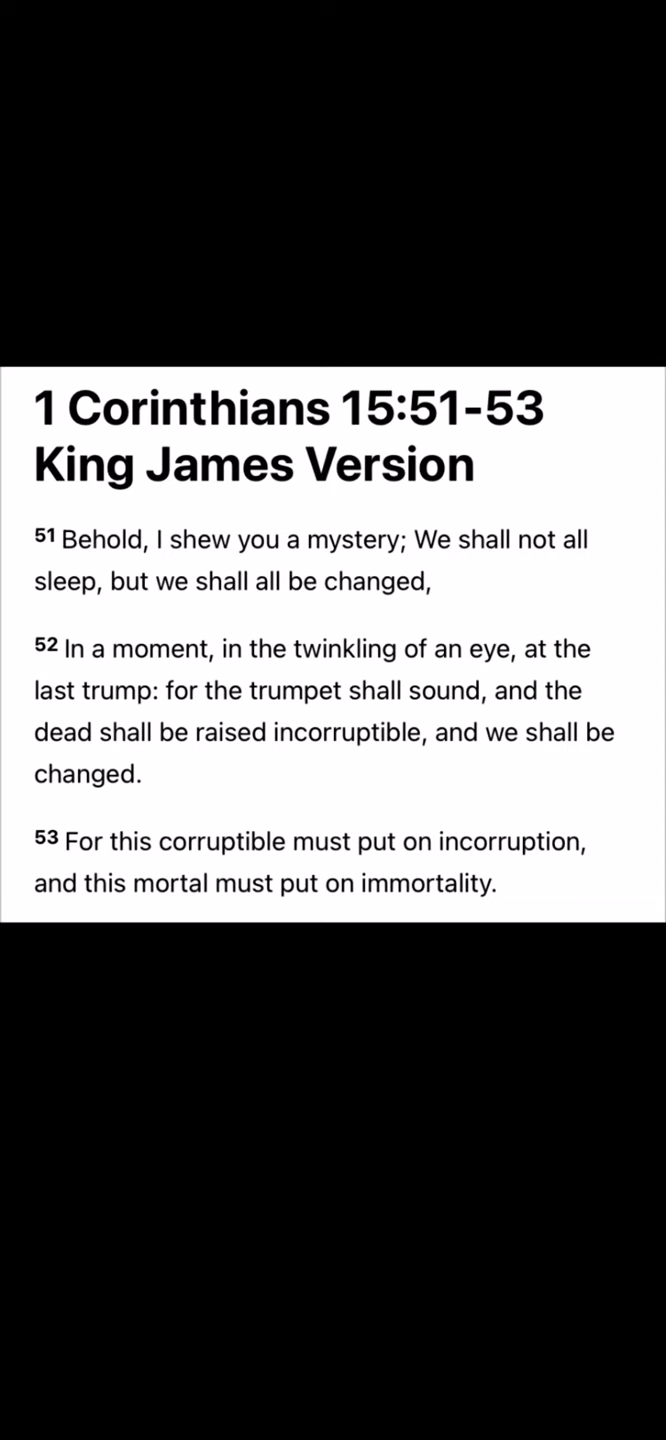 1 Corinthians 15:51-53
King James Version
51 Behold, I shew you a mystery; We shall not all
sleep, but we shall all be changed,
52 In a moment, in the twinkling of an eye, at the
last trump: for the trumpet shall sound, and the
dead shall be raised incorruptible, and we shall be
changed.
53 For this corruptible must put on incorruption,
and this mortal must put on immortality.